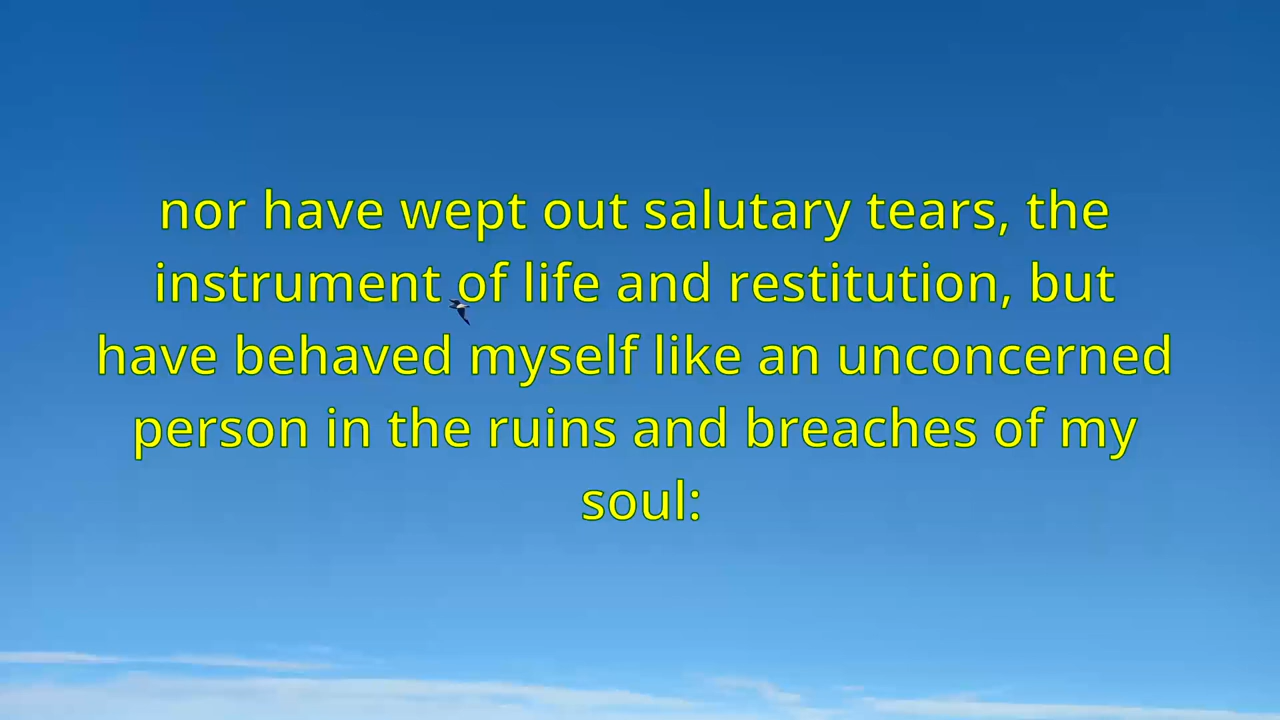 nor have wept out salutary tears, the
instrument of life and restitution, but
have behaved myself like an unconcerned
person in the ruins and breaches of my
soul: